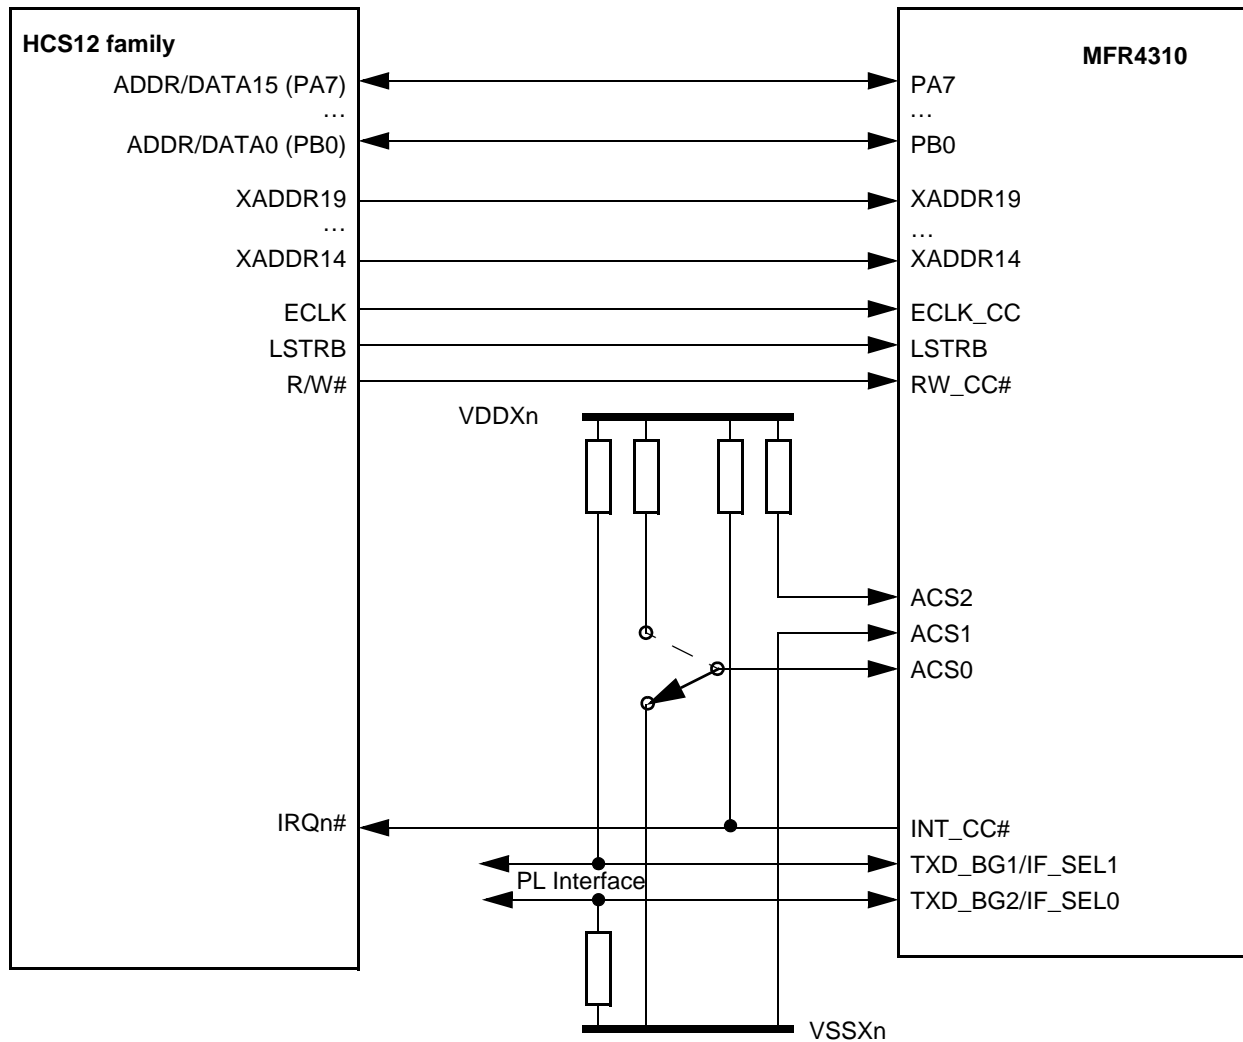 HCS12 family
MFR4310
ADDR/DATA15 (PA7)
PA7
...
...
ADDR/DATA0 (PB0)
PB0
XADDR19
XADDR19
...
...
XADDR14
XADDR14
ECLK
ECLK_CC
LSTRB
LSTRB
R/W#
RW_CC#
VDDXn
ACS2
ACS1
ACS0
IRQn#
INT_CC#
TXD_BG1/IF_SEL1
PL Interface
TXD_BG2/IF_SEL0
VSSXn